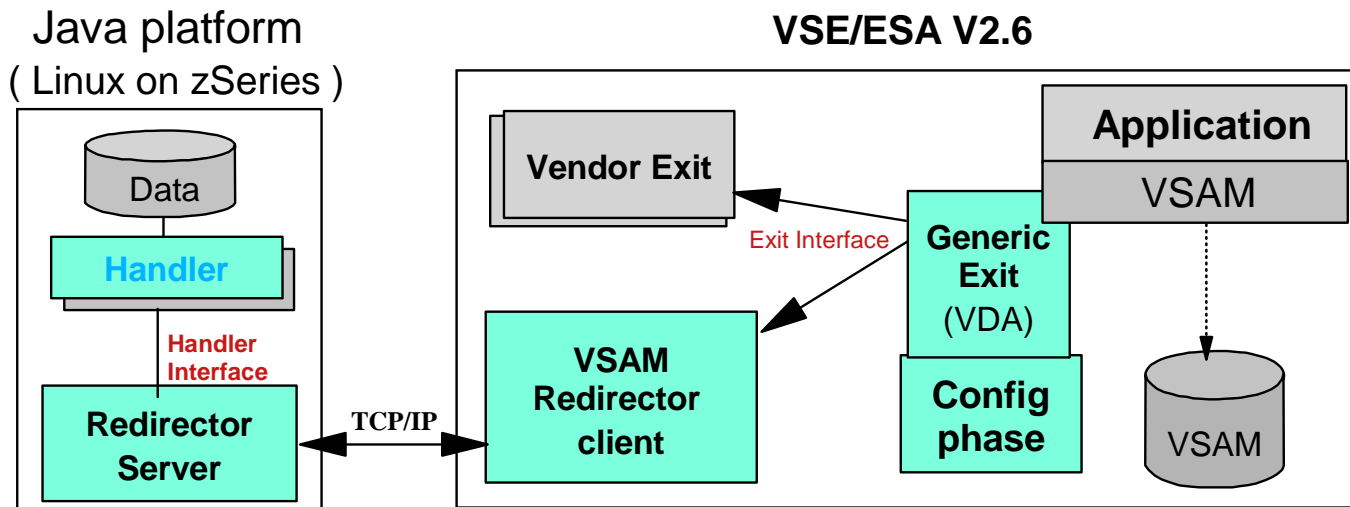 Java platform
( Linux on zSeries )
Data
Handler
Handler
Interface
Redirector
Server
TCP/IP
VSE/ESA V2.6
Vendor Exit
Exit Interface
VSAM
Redirector
client
Generic
Exit
(VDA)
Config
phase
Application
VSAM
VSAM